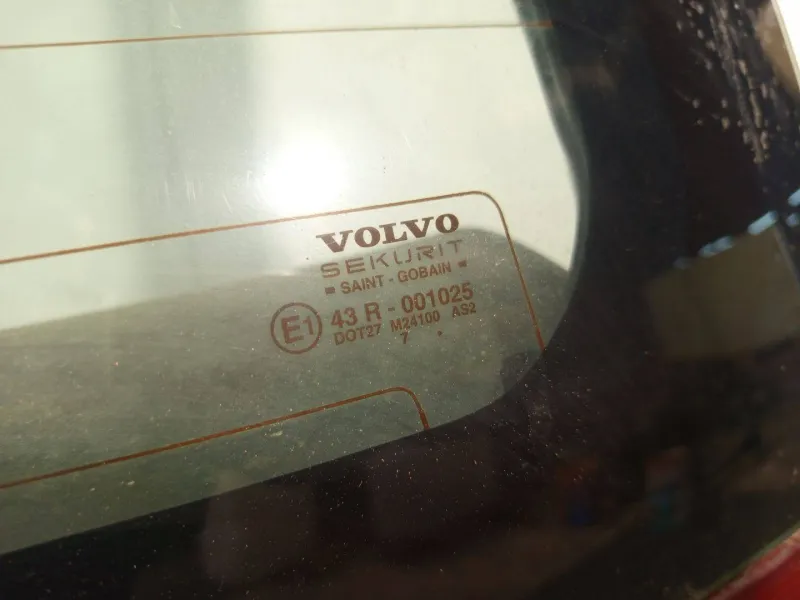 VOLVO
SEKURIT
SAINT - GOBAIN
E1 43 R - 001025
DOT27 M24100 AS2
7 .